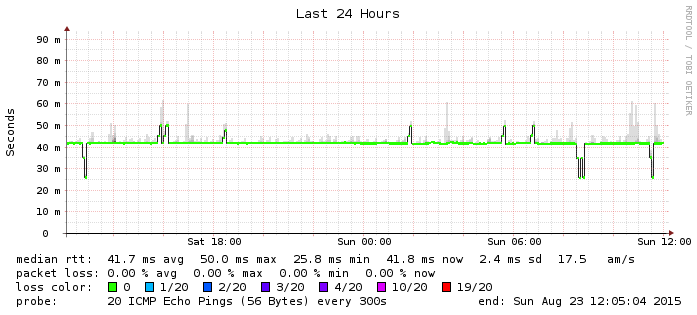 Last 24 Hours
RRDTOOL / TOBI OETIKER
Seconds
90 m
80 m
70 m
60 m
50 m
40 m
30 m
20 m
10 m
0
Sat 18:00 Sun 00:00 Sun 06:00 Sun 12:00
median rtt: 41.7 ms avg 50.0 ms max 25.8 ms min 41.8 ms now 2.4 ms sd 17.5 am/s
packet loss: 0.00 % avg 0.00 % max 0.00 % min 0.00 % now
loss color: 0 1/20 2/20 3/20 4/20 10/20 19/20
probe: 20 ICMP Echo Pings (56 Bytes) every 300s end: Sun Aug 23 12:05:04 2015